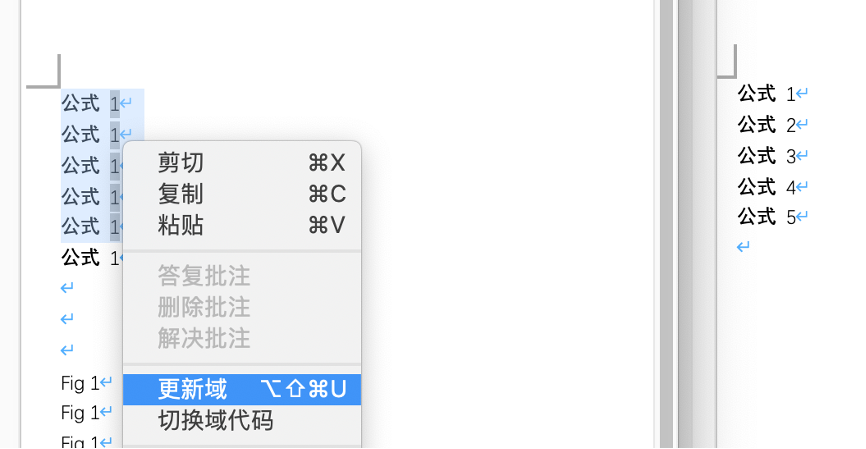 公式 1↵
公式 1↵
公式 1
公式 1
公式 1
公式 1
↵
↵
↵
Fig 1↵
Fig 1↵
Fig 1↵
剪切 ⌘X
复制 ⌘C
粘贴 ⌘V
答复批注
删除批注
解决批注
更新域 ⌥⇧⌘U
切换域代码
公式 1↵
公式 2↵
公式 3↵
公式 4↵
公式 5↵
↵